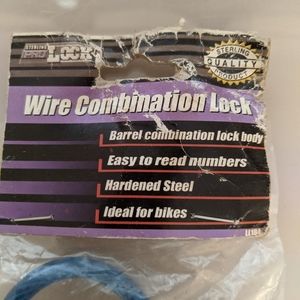 STERLING
PRO LOCK
STERLING
QUALITY
PRODUCT
Wire Combination Lock
Barrel combination lock body
Easy to read numbers
Hardened Steel
Ideal for bikes